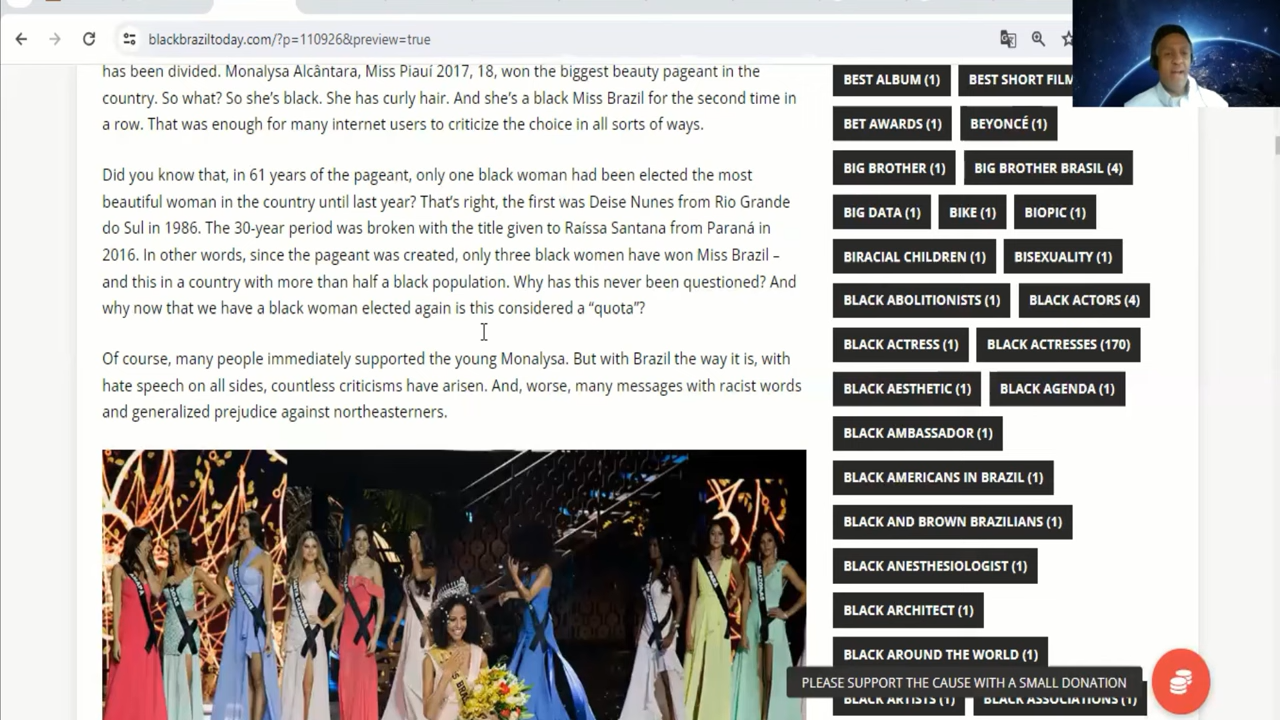 blackbraziltoday.com/?p=110926&preview=true
has been divided. Monalysa Alcântara, Miss Piauí 2017, 18, won the biggest beauty pageant in the
country. So what? So she's black. She has curly hair. And she's a black Miss Brazil for the second time in
a row. That was enough for many internet users to criticize the choice in all sorts of ways.
Did you know that, in 61 years of the pageant, only one black woman had been elected the most
beautiful woman in the country until last year? That's right, the first was Deise Nunes from Rio Grande
do Sul in 1986. The 30-year period was broken with the title given to Raíssa Santana from Paraná in
2016. In other words, since the pageant was created, only three black women have won Miss Brazil –
and this in a country with more than half a black population. Why has this never been questioned? And
why now that we have a black woman elected again is this considered a “quota”?
Of course, many people immediately supported the young Monalysa. But with Brazil the way it is, with
hate speech on all sides, countless criticisms have arisen. And, worse, many messages with racist words
and generalized prejudice against northeasterners.
BEST ALBUM (1) BEST SHORT FILM
BET AWARDS (1) BEYONCÉ (1)
BIG BROTHER (1) BIG BROTHER BRASIL (4)
BIG DATA (1) BIKE (1) BIOPIC (1)
BIRACIAL CHILDREN (1) BISEXUALITY (1)
BLACK ABOLITIONISTS (1) BLACK ACTORS (4)
BLACK ACTRESS (1) BLACK ACTRESSES (170)
BLACK AESTHETIC (1) BLACK AGENDA (1)
BLACK AMBASSADOR (1)
BLACK AMERICANS IN BRAZIL (1)
BLACK AND BROWN BRAZILIANS (1)
BLACK ANESTHESIOLOGIST (1)
BLACK ARCHITECT (1)
BLACK AROUND THE WORLD (1)
PLEASE SUPPORT THE CAUSE WITH A SMALL DONATION
BLACK ARTISTS (1) BLACK ASSOCIATIONS (1)